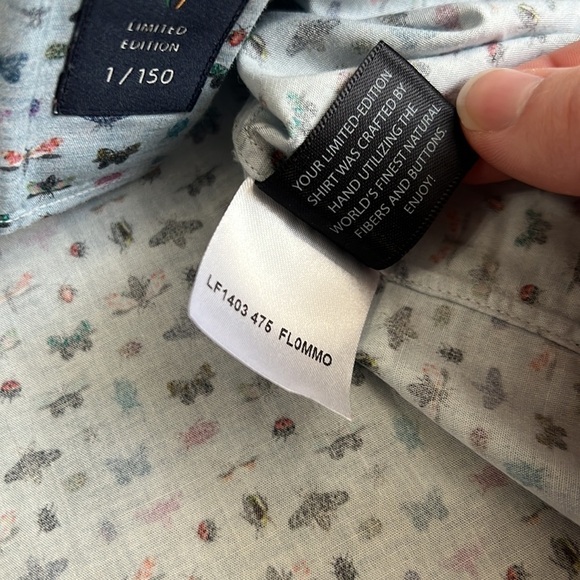 LIMITED
EDITION
1/150
YOUR LIMITED-EDITION
SHIRT WAS CRAFTED BY
HAND UTILIZING THE
WORLD'S FINEST NATURAL
FIBERS AND BUTTONS.
ENJOY!
LF1403 475 FL0MMO